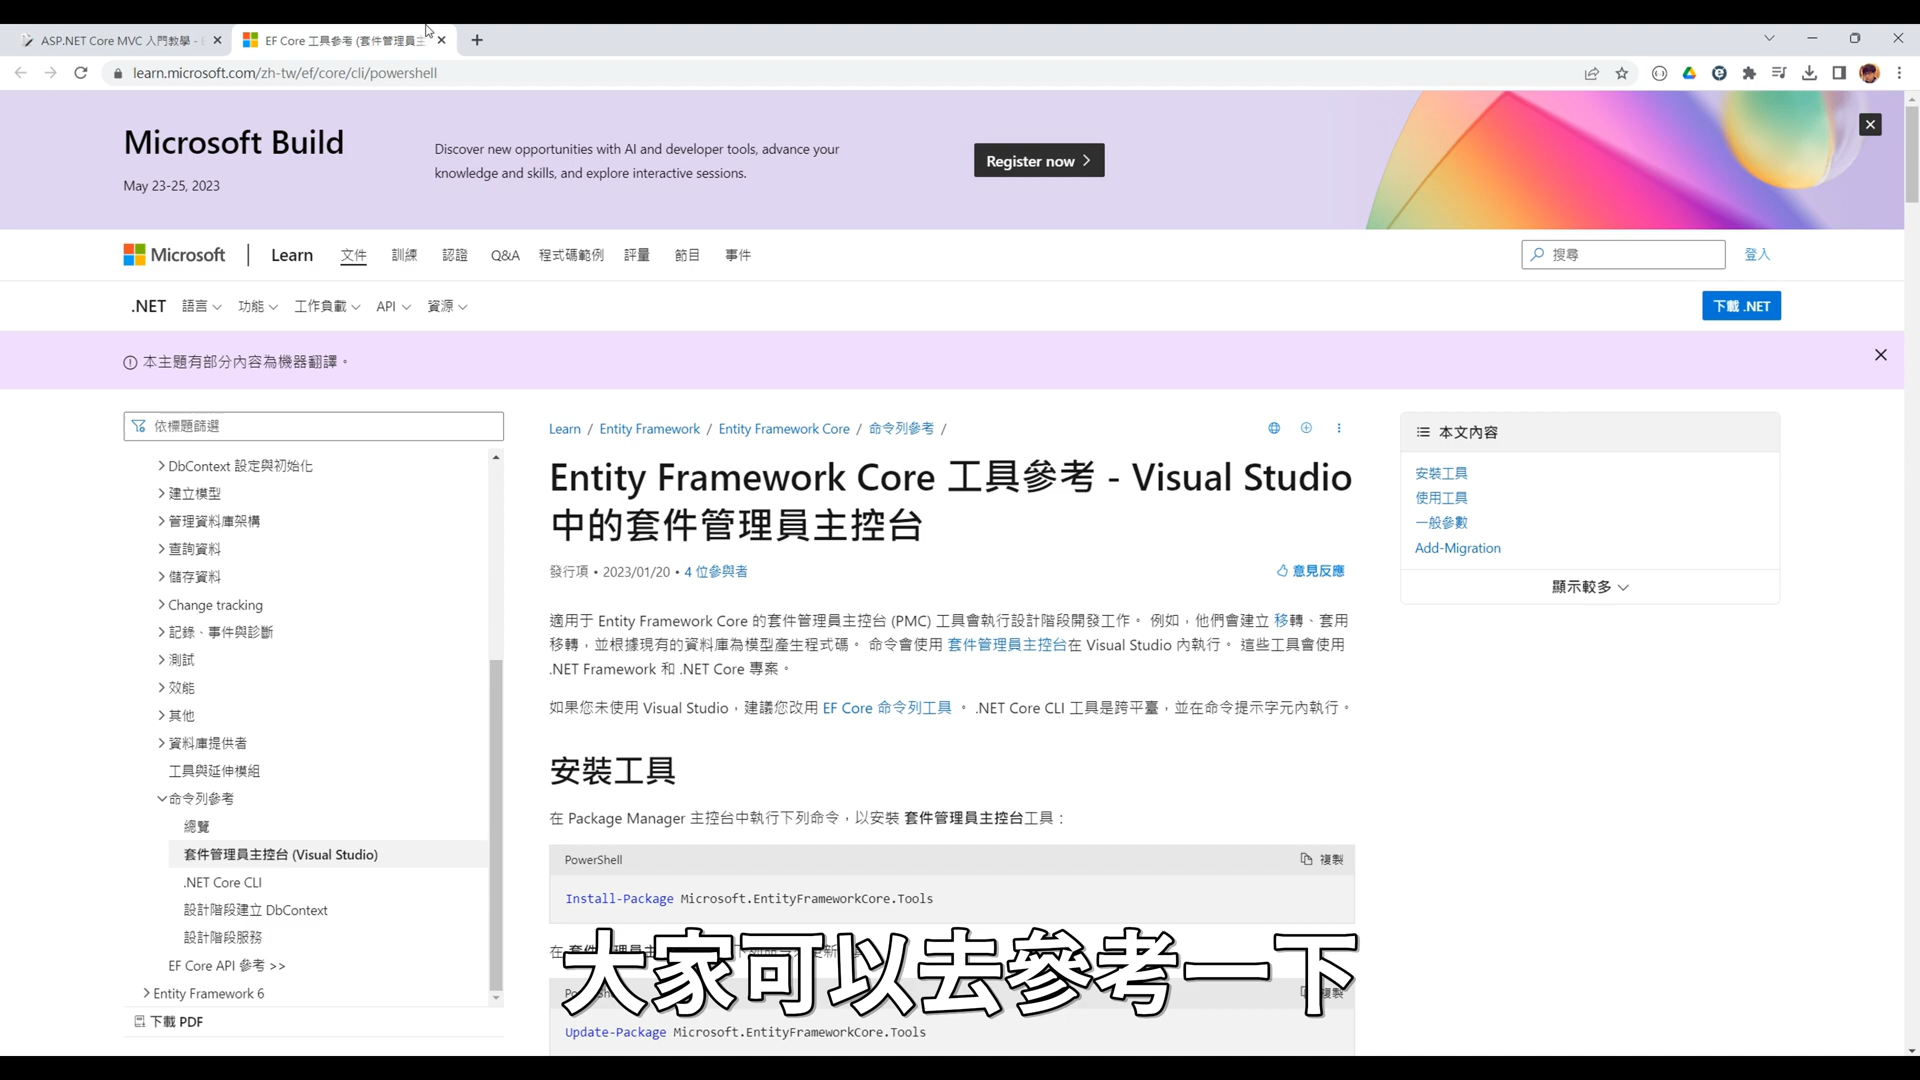 ASP.NET Core MVC 入門教學 -
EF Core 工具參考 (套件管理員主
learn.microsoft.com/zh-tw/ef/core/cli/powershell
Microsoft Build
May 23-25, 2023
Discover new opportunities with AI and developer tools, advance your
knowledge and skills, and explore interactive sessions.
Register now
Microsoft
Learn
文件
訓練
認證
Q&A
程式碼範例
評量
節目
事件
搜尋
登入
.NET
語言
功能
工作負載
API
資源
下載 .NET
本主題有部分內容為機器翻譯。
依標題篩選
DbContext 設定與初始化
建立模型
管理資料庫架構
查詢資料
儲存資料
Change tracking
記錄、事件與診斷
測試
效能
其他
資料庫提供者
工具與延伸模組
命令列參考
總覽
套件管理員主控台 (Visual Studio)
.NET Core CLI
設計階段建立 DbContext
設計階段服務
EF Core API 參考 >>
Entity Framework 6
下載 PDF
Learn / Entity Framework / Entity Framework Core / 命令列參考 /
Entity Framework Core 工具參考 - Visual Studio
中的套件管理員主控台
發行項 • 2023/01/20 • 4 位參與者
意見反應
適用于 Entity Framework Core 的套件管理員主控台 (PMC) 工具會執行設計階段開發工作。 例如，他們會建立 移轉、套用
移轉，並根據現有的資料庫為模型產生程式碼。 命令會使用 套件管理員主控台在 Visual Studio 內執行。 這些工具會使用
.NET Framework 和 .NET Core 專案。
如果您未使用 Visual Studio，建議您改用 EF Core 命令列工具 。 .NET Core CLI 工具是跨平臺，並在命令提示字元內執行。
安裝工具
在 Package Manager 主控台中執行下列命令，以安裝 套件管理員主控台工具：
PowerShell
複製
Install-Package Microsoft.EntityFrameworkCore.Tools
大家可以去參考一下
Update-Package Microsoft.EntityFrameworkCore.Tools
本文內容
安裝工具
使用工具
一般參數
Add-Migration
顯示較多